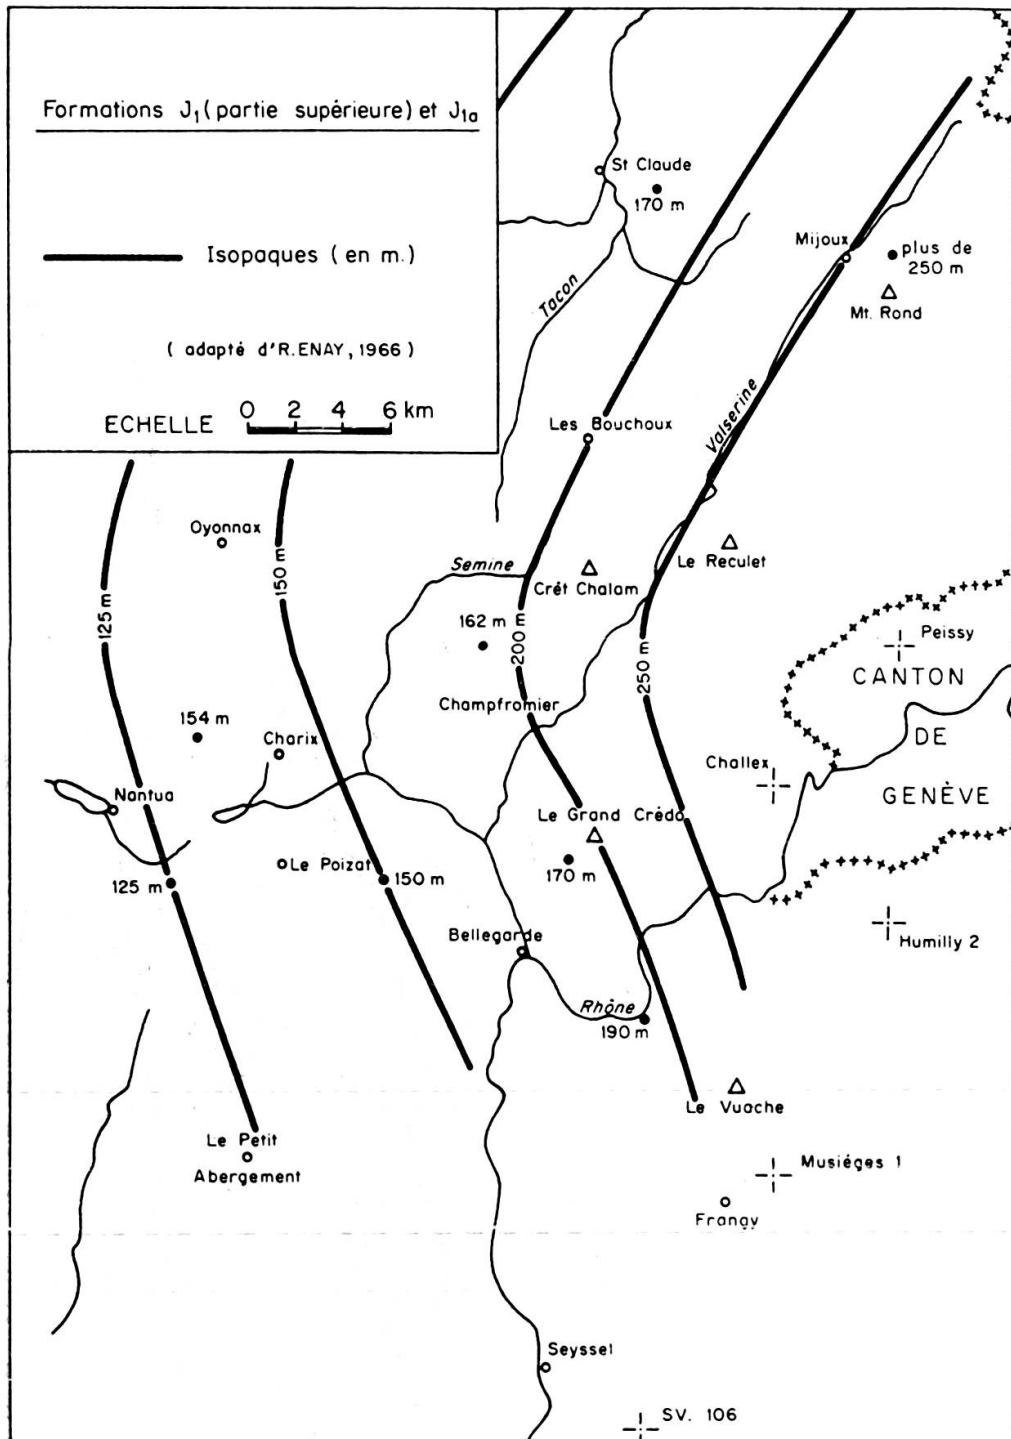 Formations J1 (partie supérieure) et J1a
Isopaques (en m.)
(adapté d'R.ENAY, 1966)
ECHELLE 0 2 4 6 km
St Claude
170 m
Mijoux
plus de
250 m
Mt. Rond
Tacon
Valserine
Les Bouchoux
Oyonnax
125 m
150 m
Semine
Crêt Chalam
Le Reculet
162 m
200 m
250 m
Peissy
CANTON
DE
GENÈVE
Champfromier
154 m
Charix
Challex
Nantua
Le Grand Crédo
Le Poizat
125 m
150 m
170 m
Bellegarde
Humilly 2
Rhône
190 m
Le Vuache
Le Petit
Abergement
Musiéges 1
Frangy
Seyssel
SV. 106